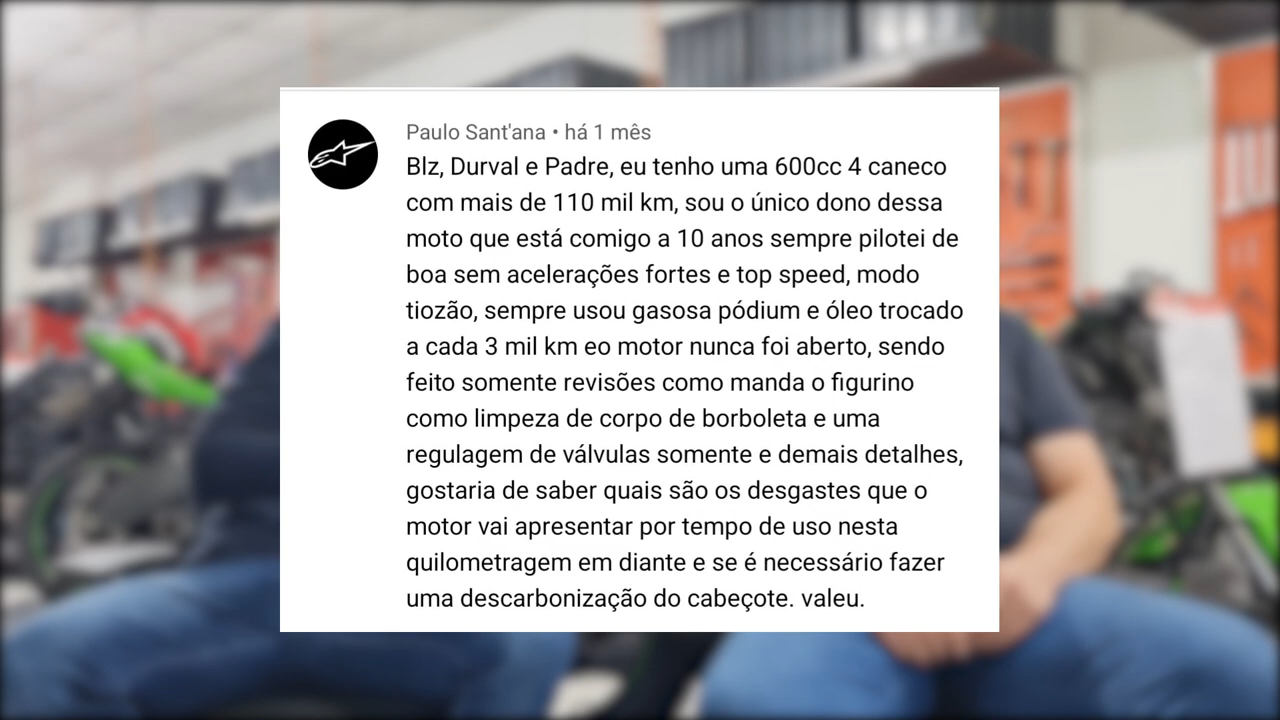 Paulo Sant'ana • há 1 mês
Blz, Durval e Padre, eu tenho uma 600cc 4 caneco
com mais de 110 mil km, sou o único dono dessa
moto que está comigo a 10 anos sempre pilotei de
boa sem acelerações fortes e top speed, modo
tiozão, sempre usou gasosa pódium e óleo trocado
a cada 3 mil km eo motor nunca foi aberto, sendo
feito somente revisões como manda o figurino
como limpeza de corpo de borboleta e uma
regulagem de válvulas somente e demais detalhes,
gostaria de saber quais são os desgastes que o
motor vai apresentar por tempo de uso nesta
quilometragem em diante e se é necessário fazer
uma descarbonização do cabeçote. valeu.